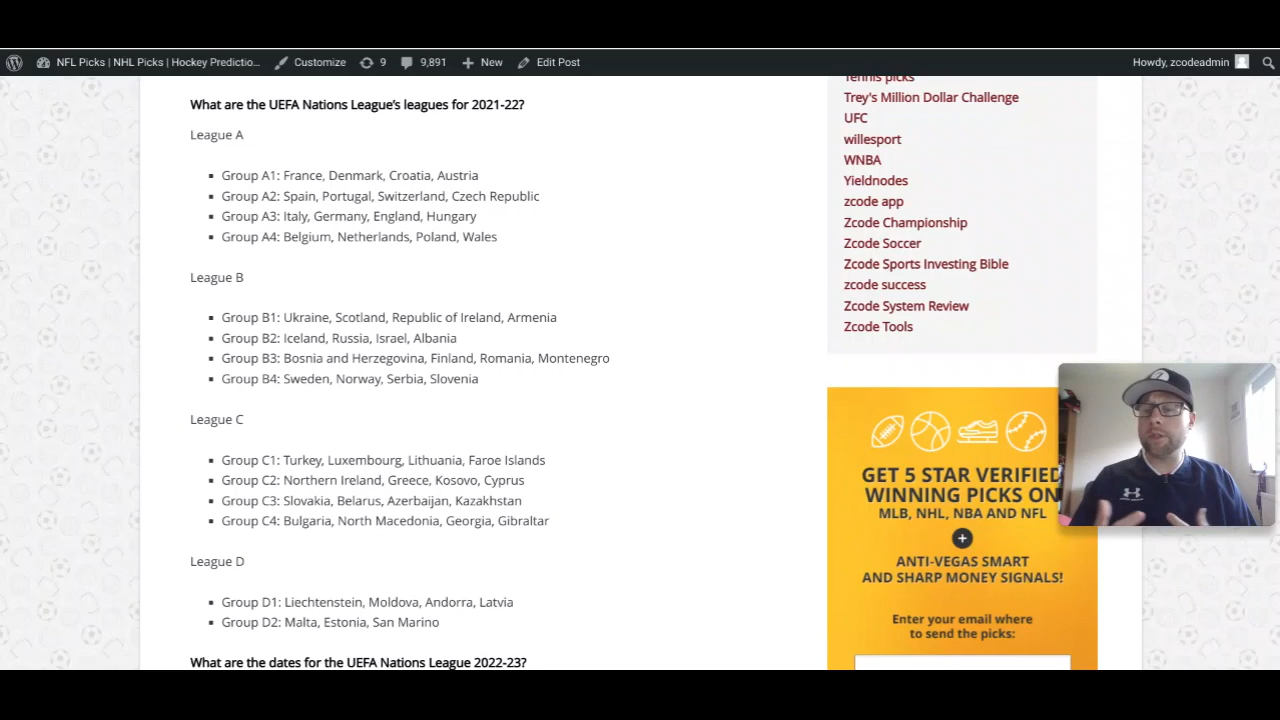 NFL Picks | NHL Picks | Hockey Predictio...
Customize
9
9,891
New
Edit Post
Howdy, zcodeadmin
What are the UEFA Nations League's leagues for 2021-22?
League A
Group A1: France, Denmark, Croatia, Austria
Group A2: Spain, Portugal, Switzerland, Czech Republic
Group A3: Italy, Germany, England, Hungary
Group A4: Belgium, Netherlands, Poland, Wales
League B
Group B1: Ukraine, Scotland, Republic of Ireland, Armenia
Group B2: Iceland, Russia, Israel, Albania
Group B3: Bosnia and Herzegovina, Finland, Romania, Montenegro
Group B4: Sweden, Norway, Serbia, Slovenia
League C
Group C1: Turkey, Luxembourg, Lithuania, Faroe Islands
Group C2: Northern Ireland, Greece, Kosovo, Cyprus
Group C3: Slovakia, Belarus, Azerbaijan, Kazakhstan
Group C4: Bulgaria, North Macedonia, Georgia, Gibraltar
League D
Group D1: Liechtenstein, Moldova, Andorra, Latvia
Group D2: Malta, Estonia, San Marino
What are the dates for the UEFA Nations League 2022-23?
Tennis picks
Trey's Million Dollar Challenge
UFC
willesport
WNBA
Yieldnodes
zcode app
Zcode Championship
Zcode Soccer
Zcode Sports Investing Bible
zcode success
Zcode System Review
Zcode Tools
GET 5 STAR VERIFIED
WINNING PICKS ON
MLB, NHL, NBA AND NFL
ANTI-VEGAS SMART
AND SHARP MONEY SIGNALS!
Enter your email where
to send the picks: